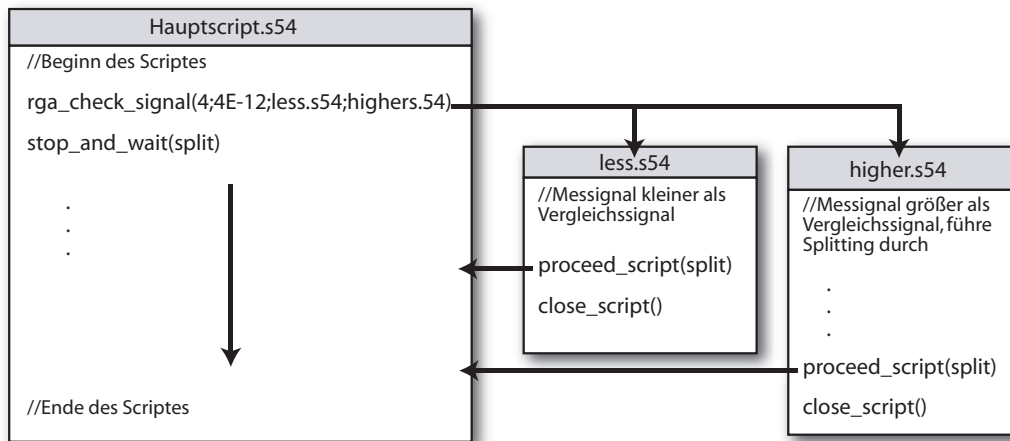 Hauptscript.s54
//Beginn des Scriptes
rga_check_signal(4;4E-12;less.s54;highers.54)
stop_and_wait(split)
.
.
.
//Ende des Scriptes
less.s54
//Messignal kleiner als
Vergleichssignal
proceed_script(split)
close_script()
higher.s54
//Messignal größer als
Vergleichssignal, führe
Splitting durch
.
.
.
proceed_script(split)
close_script()